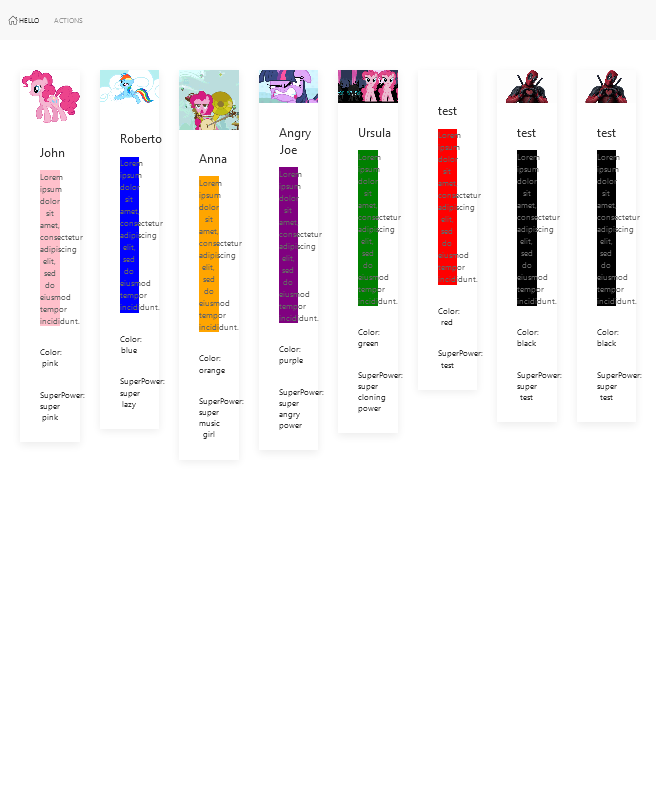 HELLO ACTIONS
John
Lorem
ipsum
dolor
sit
amet,
consectetur
adipiscing
elit,
sed
do
eiusmod
tempor
incididunt.
Color:
pink
SuperPower:
super
pink
Roberto
Lorem
ipsum
dolor
sit
amet,
consectetur
adipiscing
elit,
sed
do
eiusmod
tempor
incididunt.
Color:
blue
SuperPower:
super
lazy
Anna
Lorem
ipsum
dolor
sit
amet,
consectetur
adipiscing
elit,
sed
do
eiusmod
tempor
incididunt.
Color:
orange
SuperPower:
super
music
girl
Angry
Joe
Lorem
ipsum
dolor
sit
amet,
consectetur
adipiscing
elit,
sed
do
eiusmod
tempor
incididunt.
Color:
purple
SuperPower:
super
angry
power
Ursula
Lorem
ipsum
dolor
sit
amet,
consectetur
adipiscing
elit,
sed
do
eiusmod
tempor
incididunt.
Color:
green
SuperPower:
super
cloning
power
test
Lorem
ipsum
dolor
sit
amet,
consectetur
adipiscing
elit,
sed
do
eiusmod
tempor
incididunt.
Color:
red
SuperPower:
test
test
Lorem
ipsum
dolor
sit
amet,
consectetur
adipiscing
elit,
sed
do
eiusmod
tempor
incididunt.
Color:
black
SuperPower:
super
test
test
Lorem
ipsum
dolor
sit
amet,
consectetur
adipiscing
elit,
sed
do
eiusmod
tempor
incididunt.
Color:
black
SuperPower:
super
test